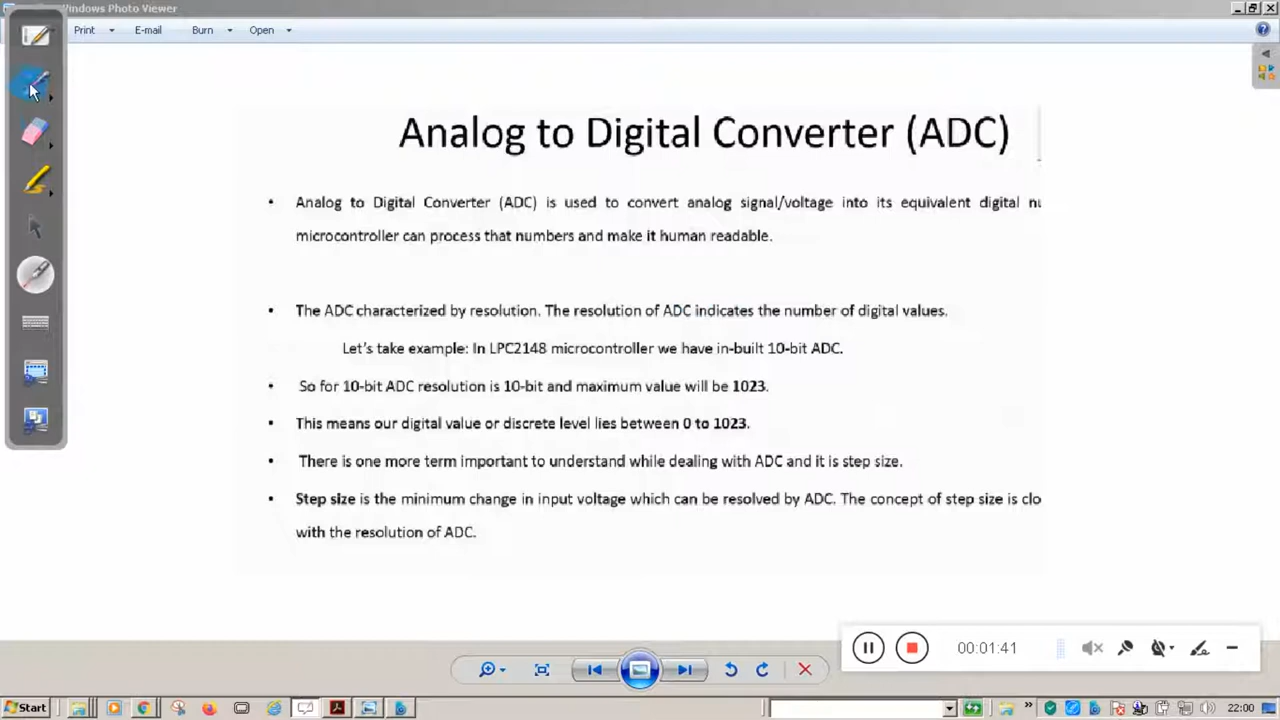 Windows Photo Viewer
Print E-mail Burn Open
Analog to Digital Converter (ADC)
• Analog to Digital Converter (ADC) is used to convert analog signal/voltage into its equivalent digital
microcontroller can process that numbers and make it human readable.
• The ADC characterized by resolution. The resolution of ADC indicates the number of digital values.
Let's take example: In LPC2148 microcontroller we have in-built 10-bit ADC.
• So for 10-bit ADC resolution is 10-bit and maximum value will be 1023.
• This means our digital value or discrete level lies between 0 to 1023.
• There is one more term important to understand while dealing with ADC and it is step size.
• Step size is the minimum change in input voltage which can be resolved by ADC. The concept of step size is clo
with the resolution of ADC.
00:01:41
Start
22:00